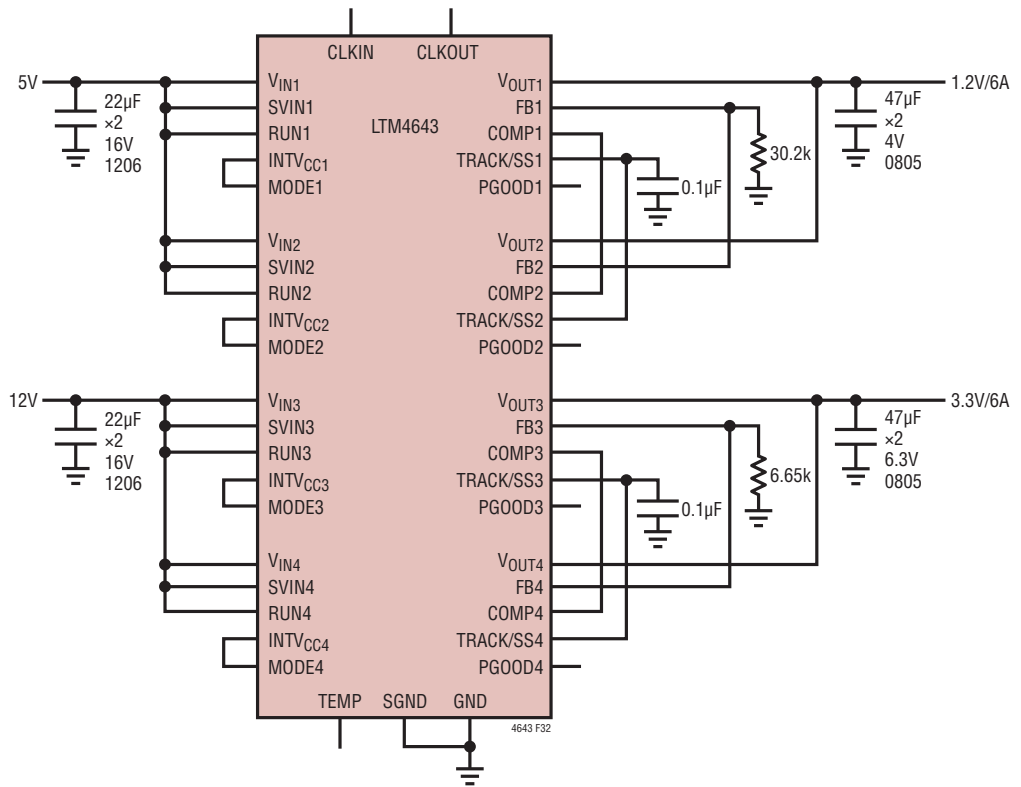 CLKIN CLKOUT
5V
22µF
×2
16V
1206
VIN1
SVIN1
RUN1
INTVCC1
MODE1
VIN2
SVIN2
RUN2
INTVCC2
MODE2
LTM4643
VOUT1
FB1
COMP1
TRACK/SS1
PGOOD1
VOUT2
FB2
COMP2
TRACK/SS2
PGOOD2
0.1µF
30.2k
1.2V/6A
47µF
×2
4V
0805
12V
22µF
×2
16V
1206
VIN3
SVIN3
RUN3
INTVCC3
MODE3
VIN4
SVIN4
RUN4
INTVCC4
MODE4
VOUT3
FB3
COMP3
TRACK/SS3
PGOOD3
VOUT4
FB4
COMP4
TRACK/SS4
PGOOD4
0.1µF
6.65k
3.3V/6A
47µF
×2
6.3V
0805
TEMP SGND GND
4643 F32